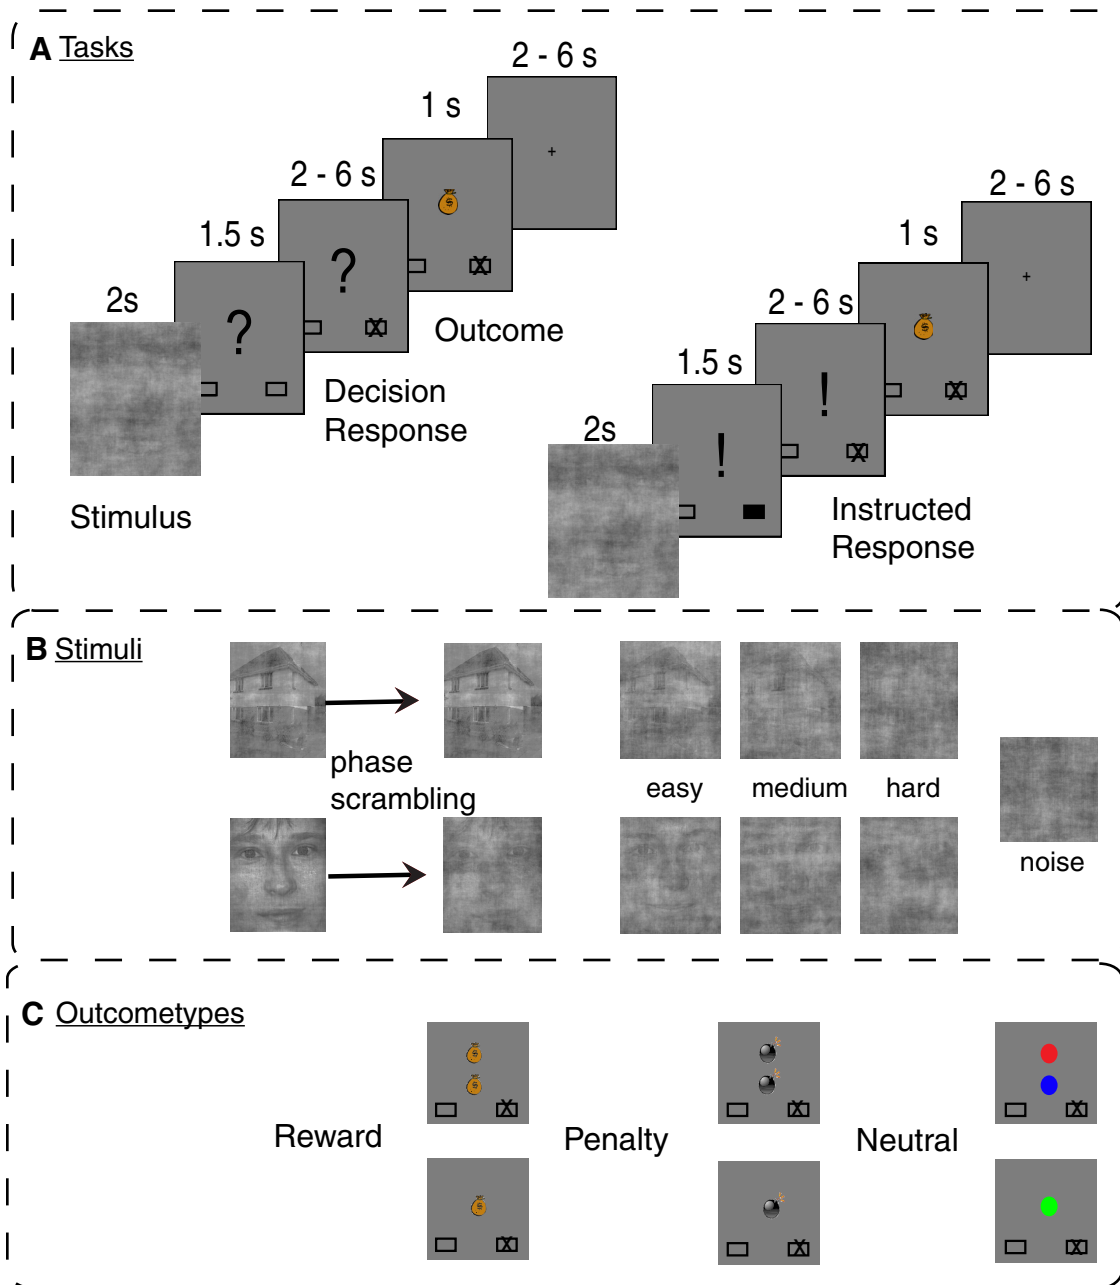 A Tasks
2 - 6 s
1 s
2 - 6 s
1.5 s
2s
?
?
+
Outcome
Decision
Response
Stimulus
X
X
2 - 6 s
1 s
2 - 6 s
1.5 s
2s
!
!
+
X
X
Instructed
Response
B Stimuli
phase
scrambling
easy
medium
hard
noise
C Outcometypes
Reward
Penalty
Neutral
$
$
X
X
X
$
X
X
X